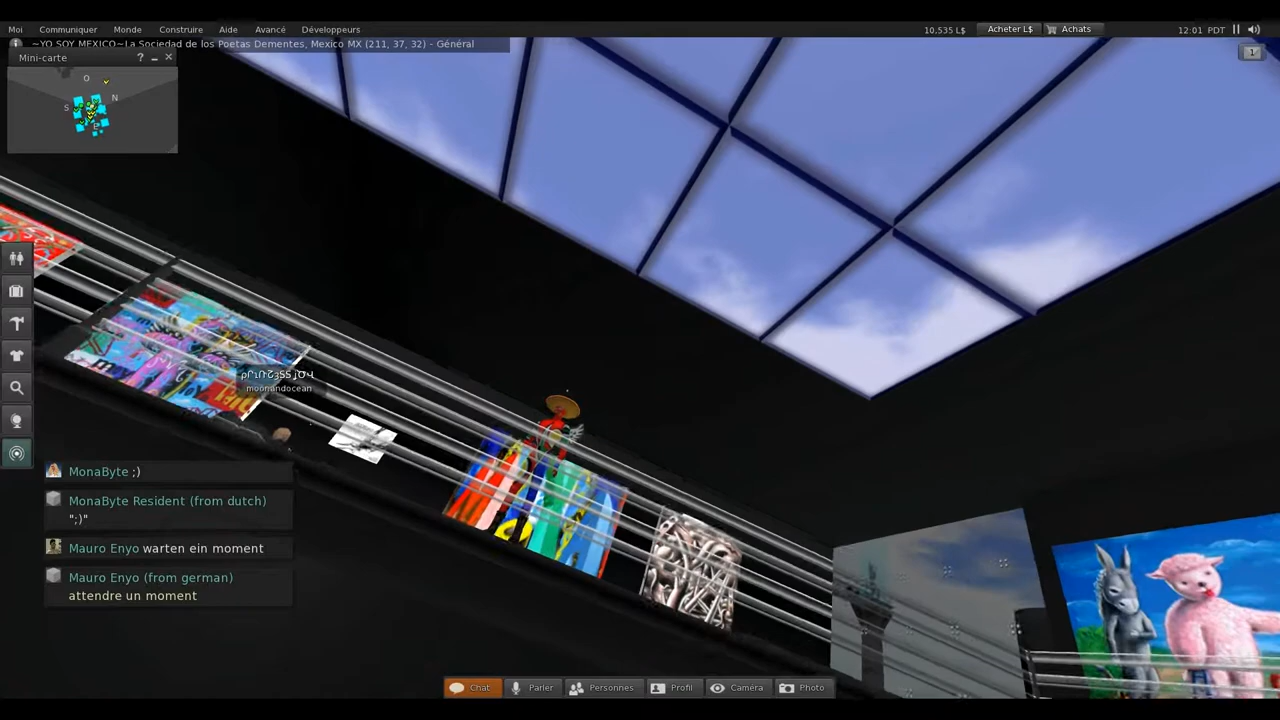 Moi Communiquer Monde Construire Aide Avancé Développeurs 10,535 L$ Acheter L$ Achats 12:01 PDT
~YO SOY MEXICO~La Sociedad de los Poetas Dementes, Mexico MX (211, 37, 32) - Général
1
Mini-carte ? _ ×
O
N
S
E
moonandocean
MonaByte ;)
MonaByte Resident (from dutch)
";)"
Mauro Enyo warten ein moment
Mauro Enyo (from german)
attendre un moment
Chat Parler Personnes Profil Caméra Photo